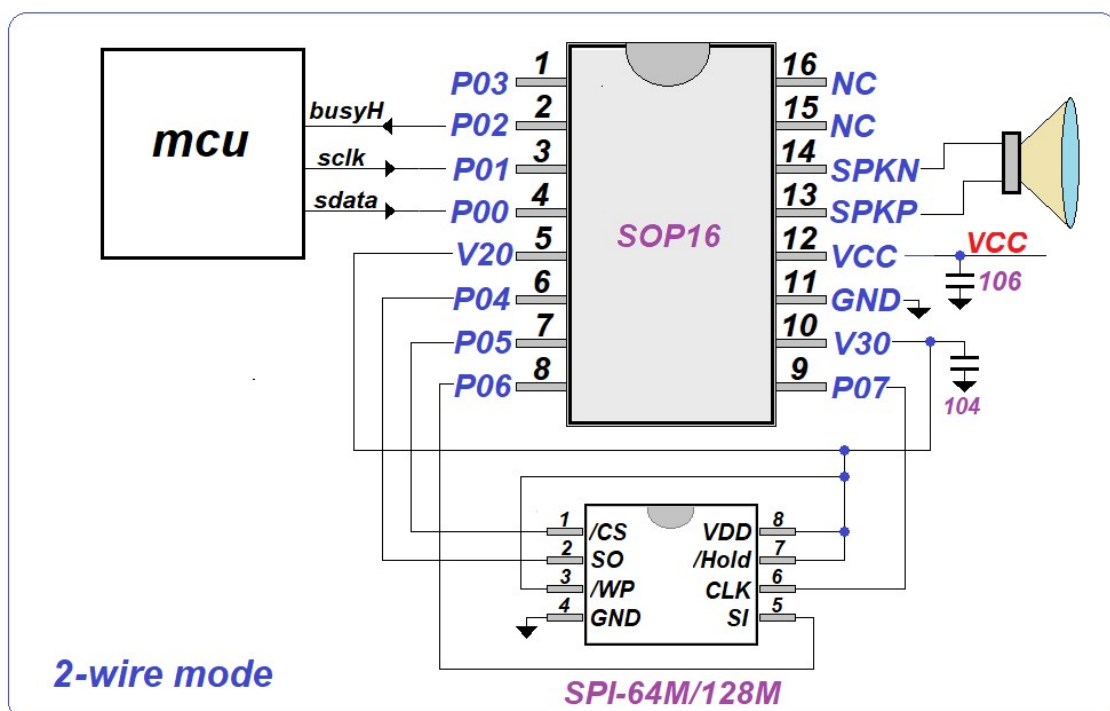 mcu
busyH
sclk
sdata
P03 1
P02 2
P01 3
P00 4
V20 5
P04 6
P05 7
P06 8
SOP16
16 NC
15 NC
14 SPKN
13 SPKP
12 VCC
11 GND
10 V30
9 P07
VCC
106
104
1 /CS
2 SO
3 /WP
4 GND
VDD 8
/Hold 7
CLK 6
SI 5
2-wire mode
SPI-64M/128M